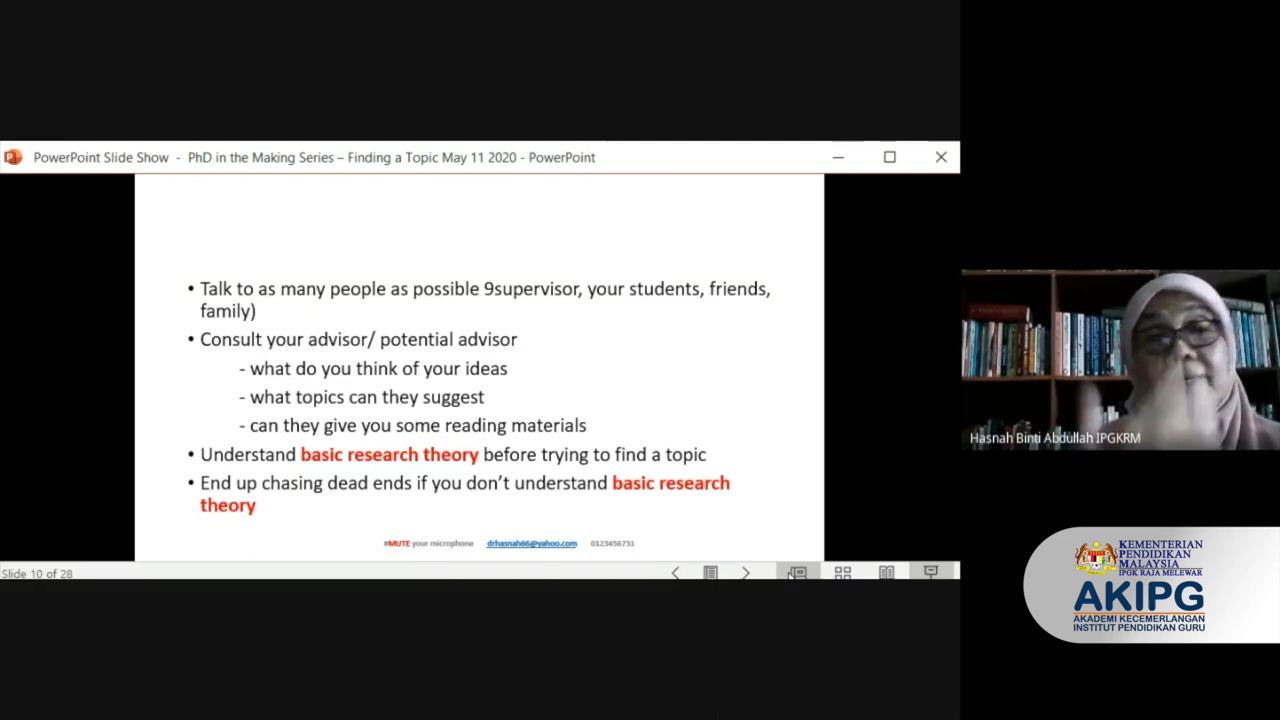 PowerPoint Slide Show - PhD in the Making Series – Finding a Topic May 11 2020 - PowerPoint
• Talk to as many people as possible 9supervisor, your students, friends,
family)
• Consult your advisor/ potential advisor
- what do you think of your ideas
- what topics can they suggest
- can they give you some reading materials
• Understand basic research theory before trying to find a topic
• End up chasing dead ends if you don't understand basic research
theory
#MUTE your microphone drhasnah66@yahoo.com 0123456731
Slide 10 of 28
Hasnah Binti Abdullah IPGKRM
KEMENTERIAN
PENDIDIKAN
MALAYSIA
IPGK RAJA MELEWAR
AKIPG
AKADEMI KECEMERLANGAN
INSTITUT PENDIDIKAN GURU